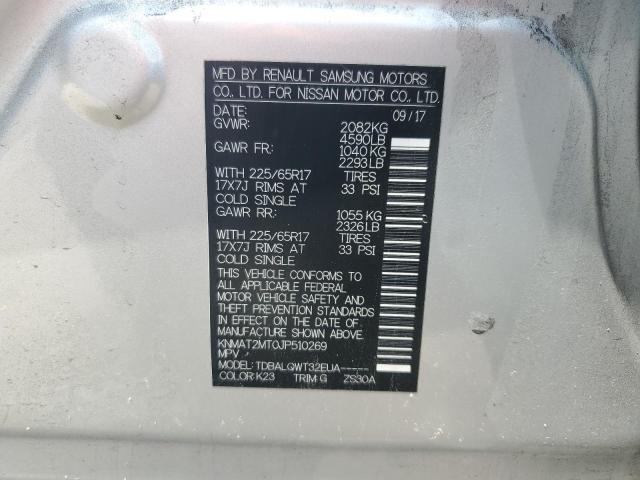 MFD BY RENAULT SAMSUNG MOTORS
CO., LTD. FOR NISSAN MOTOR CO., LTD.
DATE: 09/17
GVWR: 2082KG
4590LB
GAWR FR: 1040 KG
2293LB
WITH 225/65R17 TIRES
17X7J RIMS AT 33 PSI
COLD SINGLE
GAWR RR: 1055 KG
2326LB
WITH 225/65R17 TIRES
17X7J RIMS AT 33 PSI
COLD SINGLE
THIS VEHICLE CONFORMS TO
ALL APPLICABLE FEDERAL
MOTOR VEHICLE SAFETY AND
THEFT PREVENTION STANDARDS
IN EFFECT ON THE DATE OF
MANUFACTURE SHOWN ABOVE.
KNMAT2MT0JP510269
MPV
MODEL: TDBALQWT32EUA-----
COLOR:K23 TRIM:G ZS30A